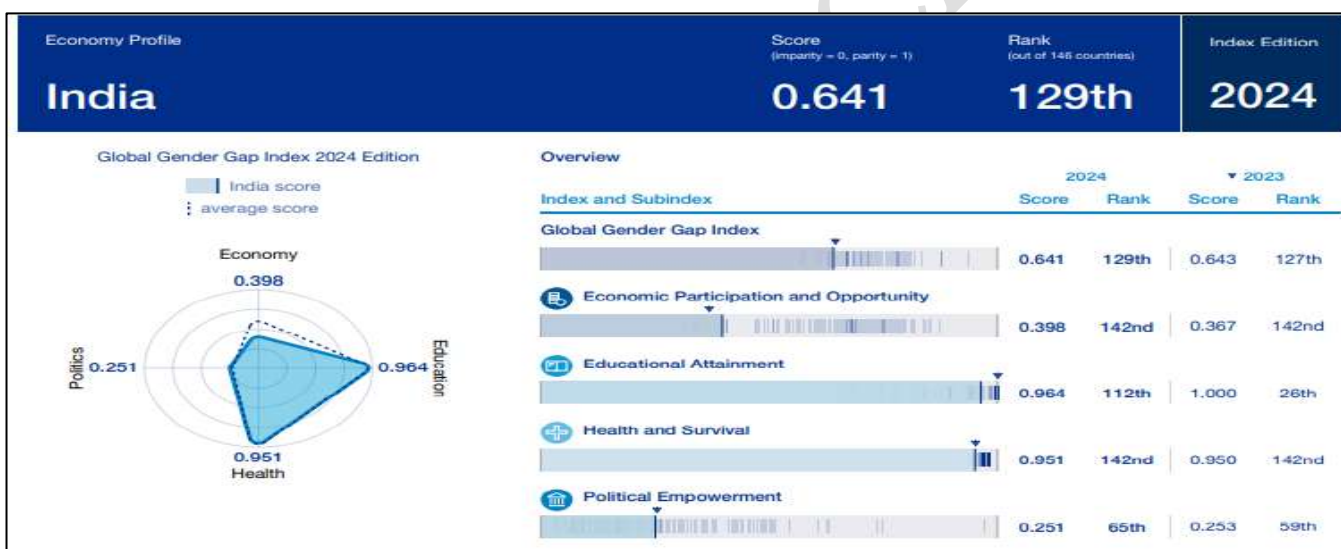 Economy Profile
India
Score
(imparity = 0, parity = 1)
0.641
Rank
(out of 146 countries)
129th
Index Edition
2024
Global Gender Gap Index 2024 Edition
India score
average score
Economy
0.398
Politics
0.251
0.964
Education
0.951
Health
Overview
2024 ▾ 2023
Index and Subindex Score Rank Score Rank
Global Gender Gap Index
0.641 129th 0.643 127th
Economic Participation and Opportunity
0.398 142nd 0.367 142nd
Educational Attainment
0.964 112th 1.000 26th
Health and Survival
0.951 142nd 0.950 142nd
Political Empowerment
0.251 65th 0.253 59th